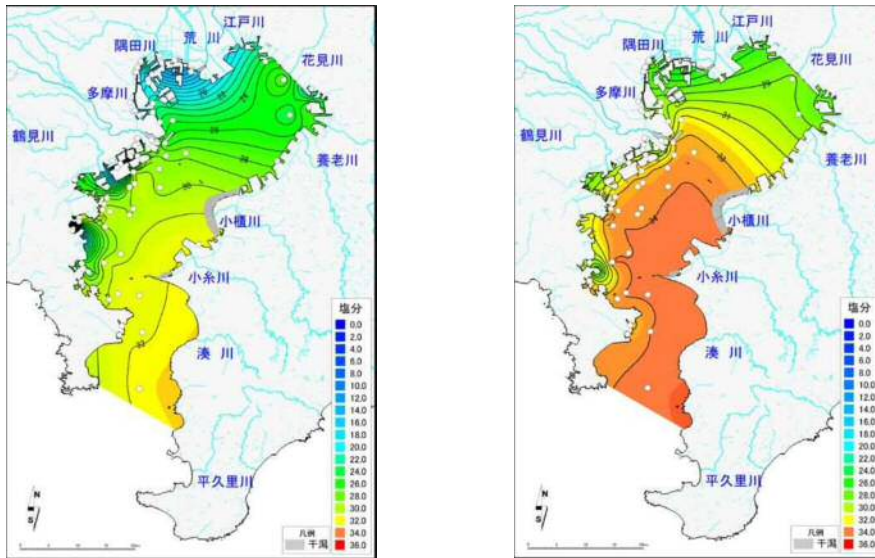 江戸川
荒 川
隅田川
花見川
多摩川
鶴見川
養老川
小櫃川
小糸川
湊 川
平久里川
塩分
0.0
2.0
4.0
6.0
8.0
10.0
12.0
14.0
16.0
18.0
20.0
22.0
24.0
26.0
28.0
30.0
32.0
34.0
36.0
凡例
干潟
N
S
江戸川
荒 川
隅田川
花見川
多摩川
鶴見川
養老川
小櫃川
小糸川
湊 川
平久里川
塩分
0.0
2.0
4.0
6.0
8.0
10.0
12.0
14.0
16.0
18.0
20.0
22.0
24.0
26.0
28.0
30.0
32.0
34.0
36.0
凡例
干潟
N
S